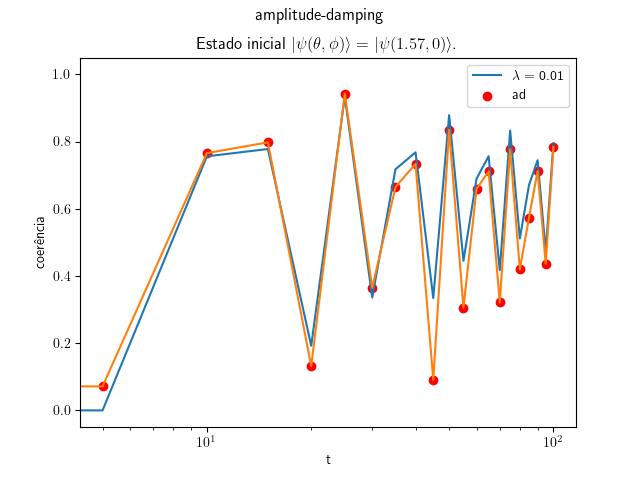 amplitude-damping
Estado inicial |ψ(θ, ϕ)⟩ = |ψ(1.57, 0)⟩.
λ = 0.01
ad
1.0
0.8
0.6
0.4
0.2
0.0
coerência
10¹
10²
t